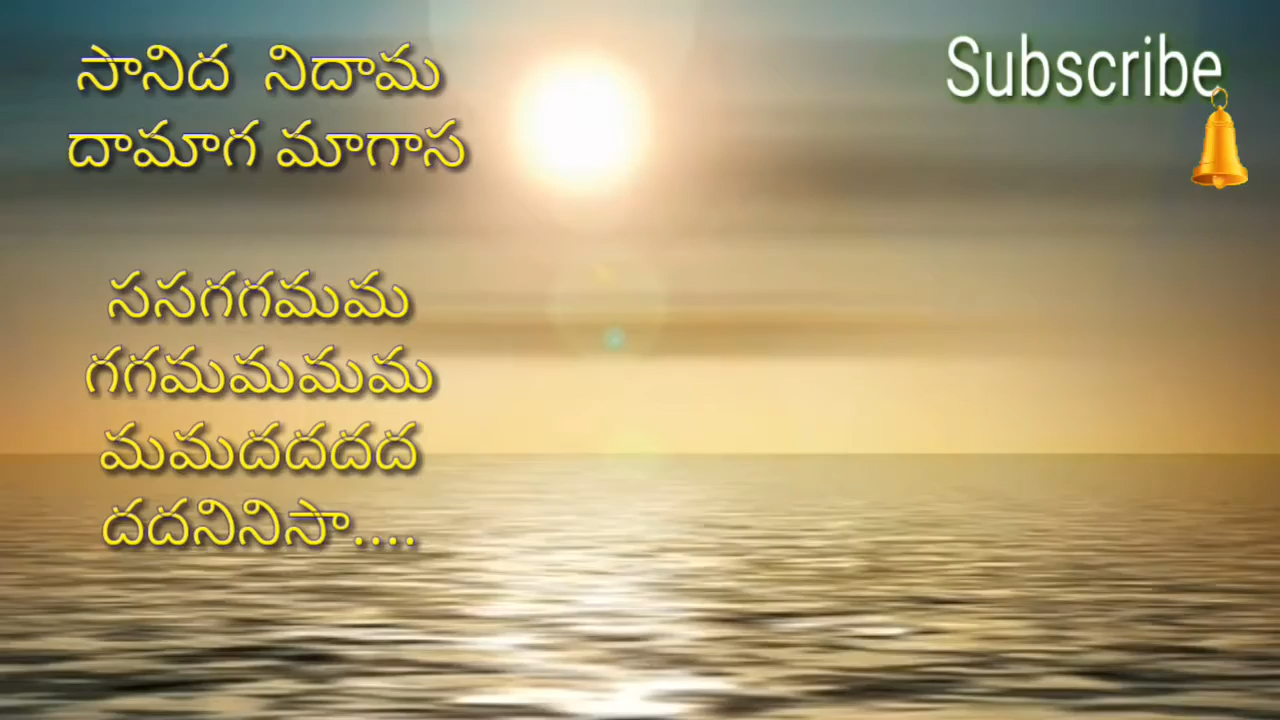 సానిద నిదామ
దామాగ మాగాస
ససగగమమ
గగమమమమ
మమదదదద
దదనినిసా....
Subscribe